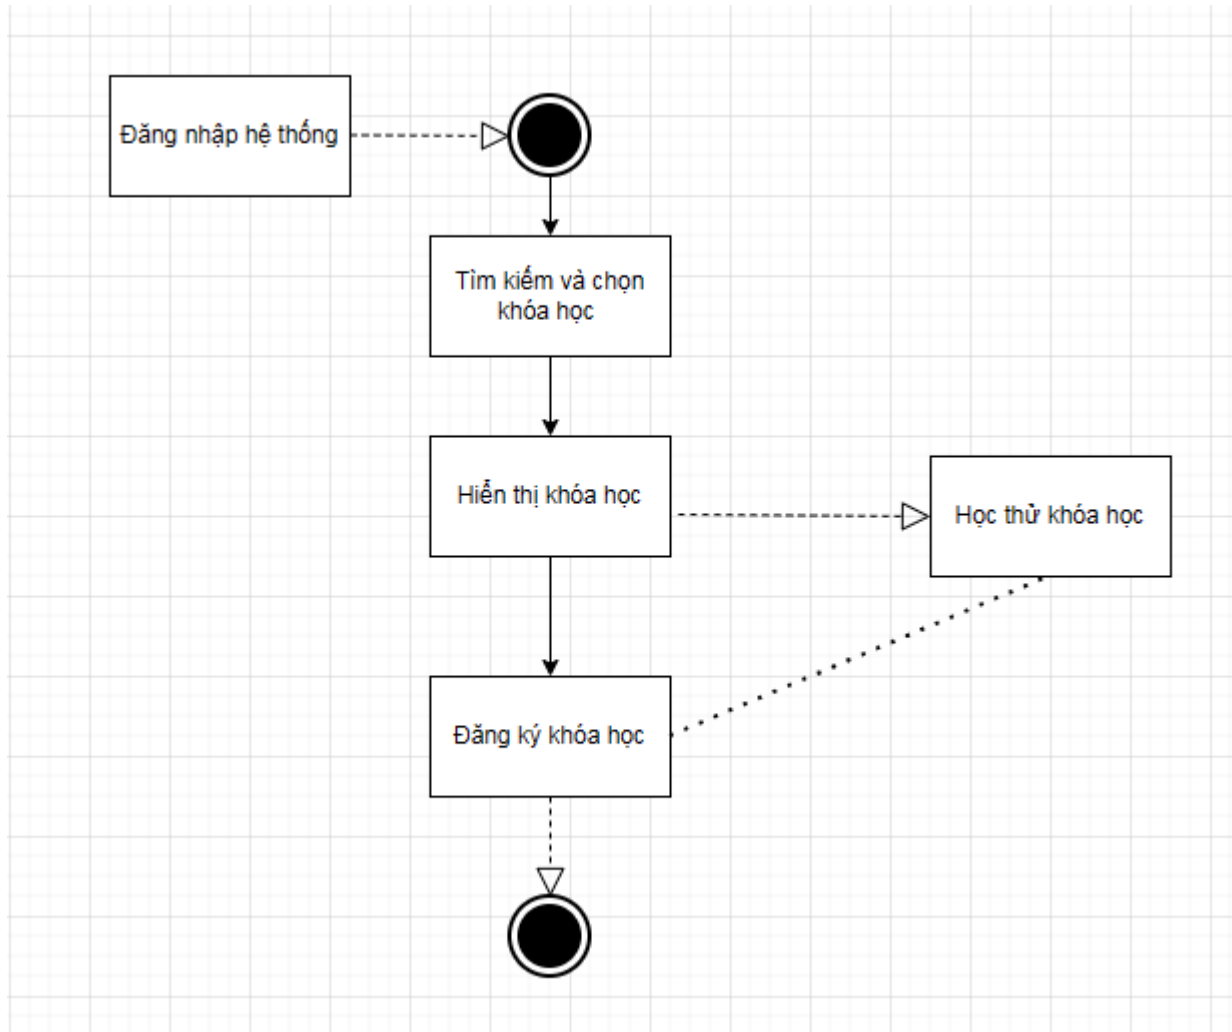 Đăng nhập hệ thống
Tìm kiếm và chọn
khóa học
Hiển thị khóa học
Học thử khóa học
Đăng ký khóa học